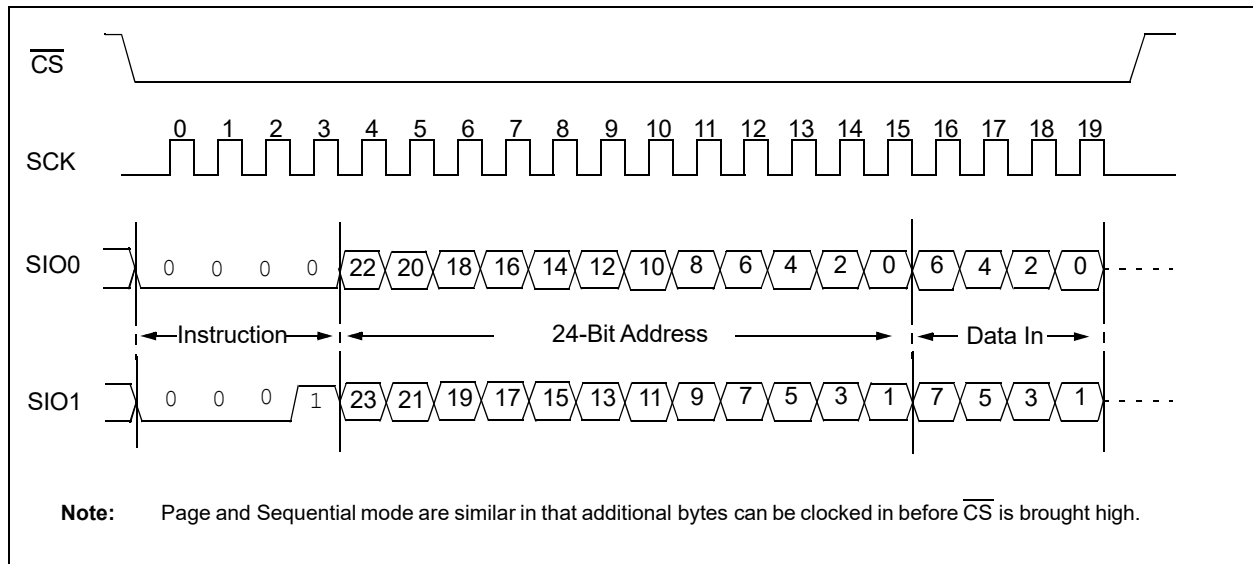 CS
0 1 2 3 4 5 6 7 8 9 10 11 12 13 14 15 16 17 18 19
SCK
SIO0 0 0 0 0 22 20 18 16 14 12 10 8 6 4 2 0 6 4 2 0
Instruction 24-Bit Address Data In
SIO1 0 0 0 1 23 21 19 17 15 13 11 9 7 5 3 1 7 5 3 1
Note: Page and Sequential mode are similar in that additional bytes can be clocked in before CS is brought high.